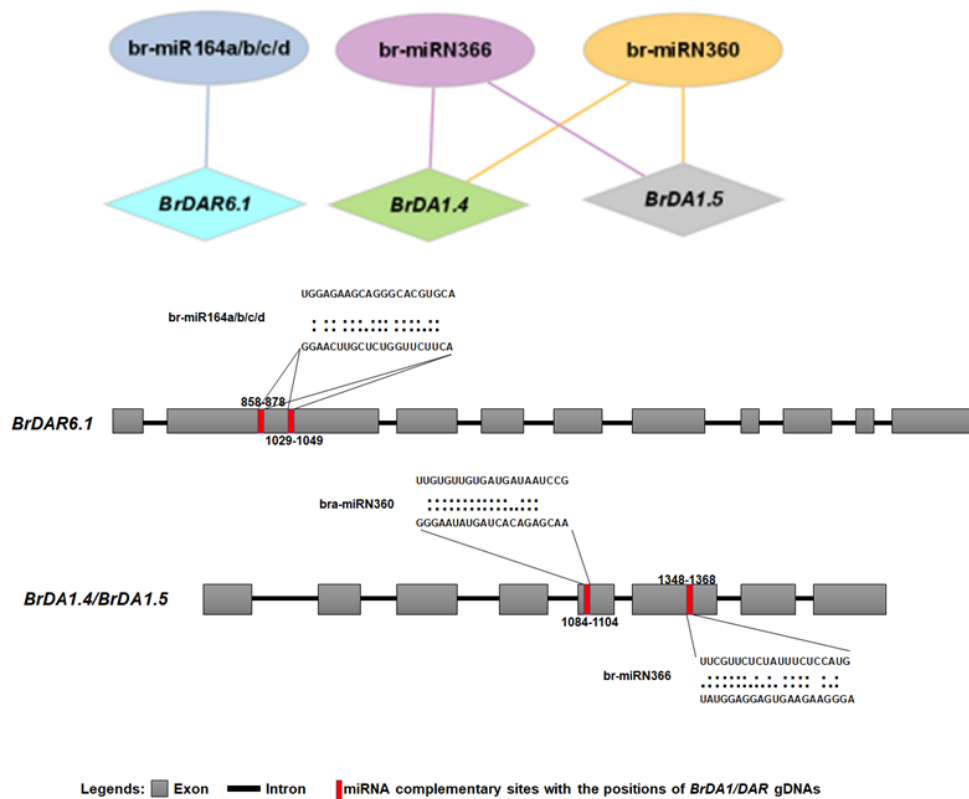 br-miR164a/b/c/d
br-miRN366
br-miRN360
BrDAR6.1
BrDA1.4
BrDA1.5
UGGAGAAGCAGGGCACGUGCA
br-miR164a/b/c/d
GGAACUUGCUCUGGUUCUUCA
858-878
BrDAR6.1
1029-1049
UUGUGUUGUGAUGAUAAUCCG
bra-miRN360
GGGAAUAUGAUCACAGAGCAA
1348-1368
BrDA1.4/BrDA1.5
1084-1104
UUCGUUCUCUAUUUCUCCAUG
br-miRN366
UAUGGAGGAGUGAAGAAGGGA
Legends: Exon Intron miRNA complementary sites with the positions of BrDA1/DAR gDNAs